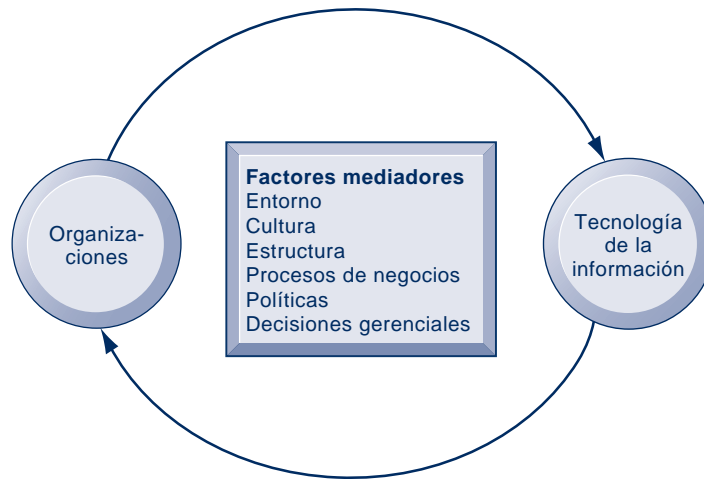 Organiza-
ciones
Factores mediadores
Entorno
Cultura
Estructura
Procesos de negocios
Políticas
Decisiones gerenciales
Tecnología
de la
información